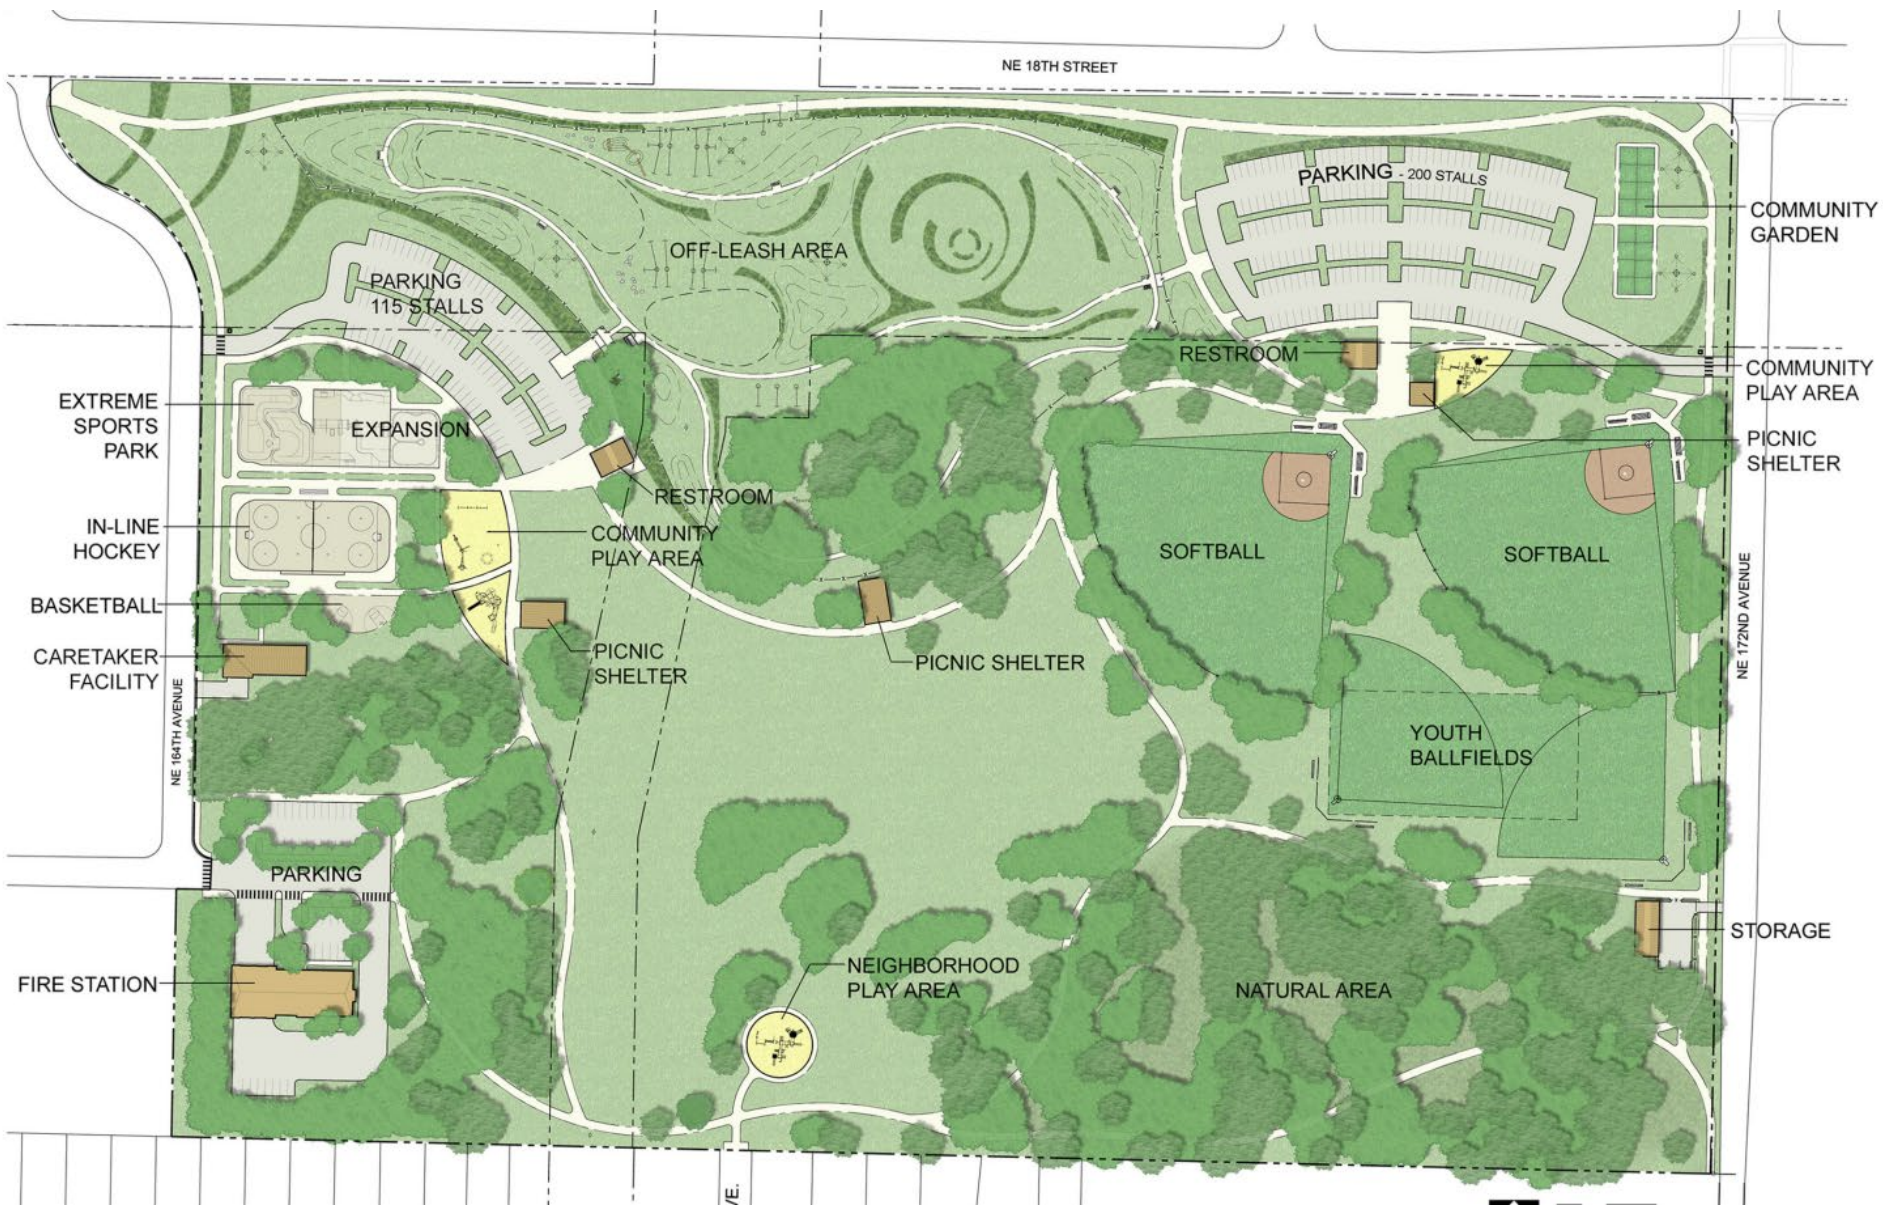 NE 18TH STREET
PARKING - 200 STALLS
COMMUNITY
GARDEN
OFF-LEASH AREA
PARKING
115 STALLS
RESTROOM
COMMUNITY
PLAY AREA
EXTREME
SPORTS
PARK
EXPANSION
PICNIC
SHELTER
RESTROOM
IN-LINE
HOCKEY
COMMUNITY
PLAY AREA
SOFTBALL
SOFTBALL
BASKETBALL
NE 172ND AVENUE
CARETAKER
FACILITY
PICNIC
SHELTER
PICNIC SHELTER
NE 164TH AVENUE
YOUTH
BALLFIELDS
PARKING
STORAGE
FIRE STATION
NEIGHBORHOOD
PLAY AREA
NATURAL AREA
VE.